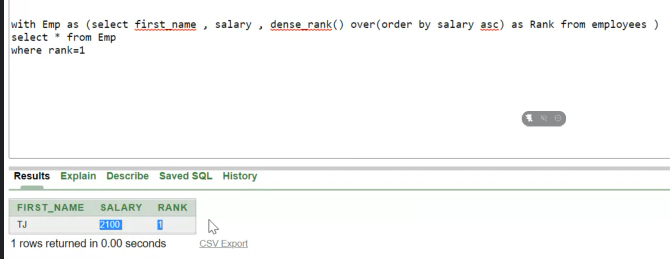 with Emp as (select first_name , salary , dense_rank() over(order by salary asc) as Rank from employees )
select * from Emp
where rank=1
Results Explain Describe Saved SQL History
FIRST_NAME SALARY RANK
TJ 2100 1
1 rows returned in 0.00 seconds CSV Export